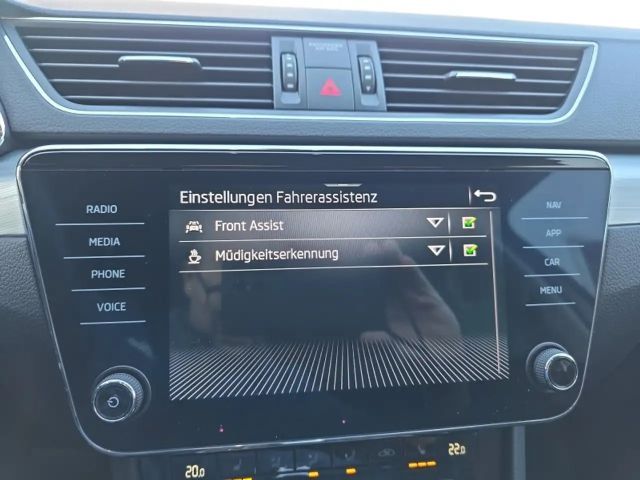 Einstellungen Fahrerassistenz
RADIO
MEDIA
PHONE
VOICE
Front Assist
Müdigkeitserkennung
NAV
APP
CAR
MENU
20.0
22.0